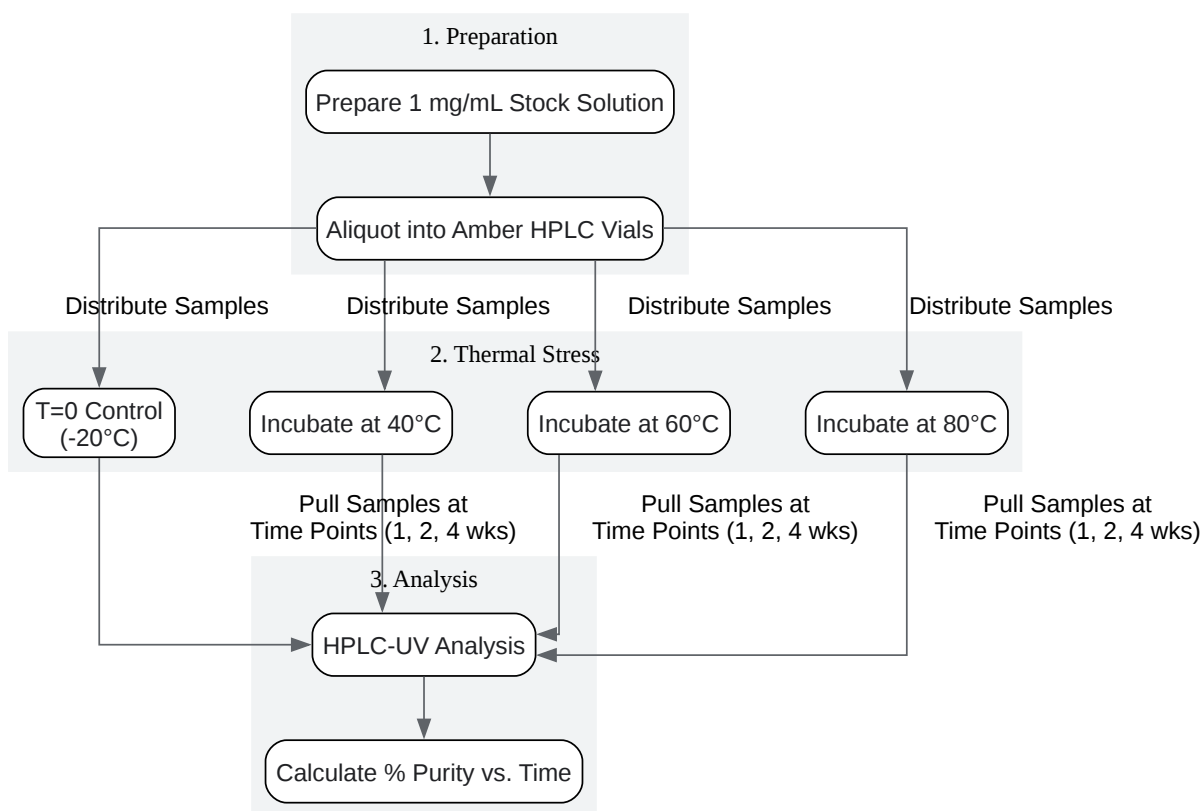 1. Preparation
Prepare 1 mg/mL Stock Solution
Aliquot into Amber HPLC Vials
Distribute Samples
Distribute Samples
Distribute Samples
Distribute Samples
2. Thermal Stress
T=0 Control
(-20°C)
Incubate at 40°C
Incubate at 60°C
Incubate at 80°C
Pull Samples at
Time Points (1, 2, 4 wks)
Pull Samples at
Time Points (1, 2, 4 wks)
Pull Samples at
Time Points (1, 2, 4 wks)
3. Analysis
HPLC-UV Analysis
Calculate % Purity vs. Time